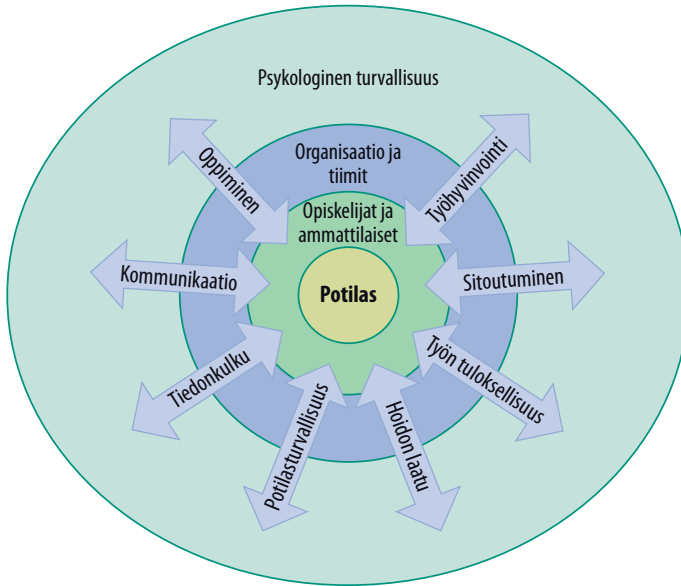 Psykologinen turvallisuus
Organisaatio ja
tiimit
Opiskelijat ja
ammattilaiset
Potilas
Oppiminen
Työhyvinvointi
Kommunikaatio
Sitoutuminen
Tiedonkulku
Työn tuloksellisuus
Potilasturvallisuus
Hoidon laatu